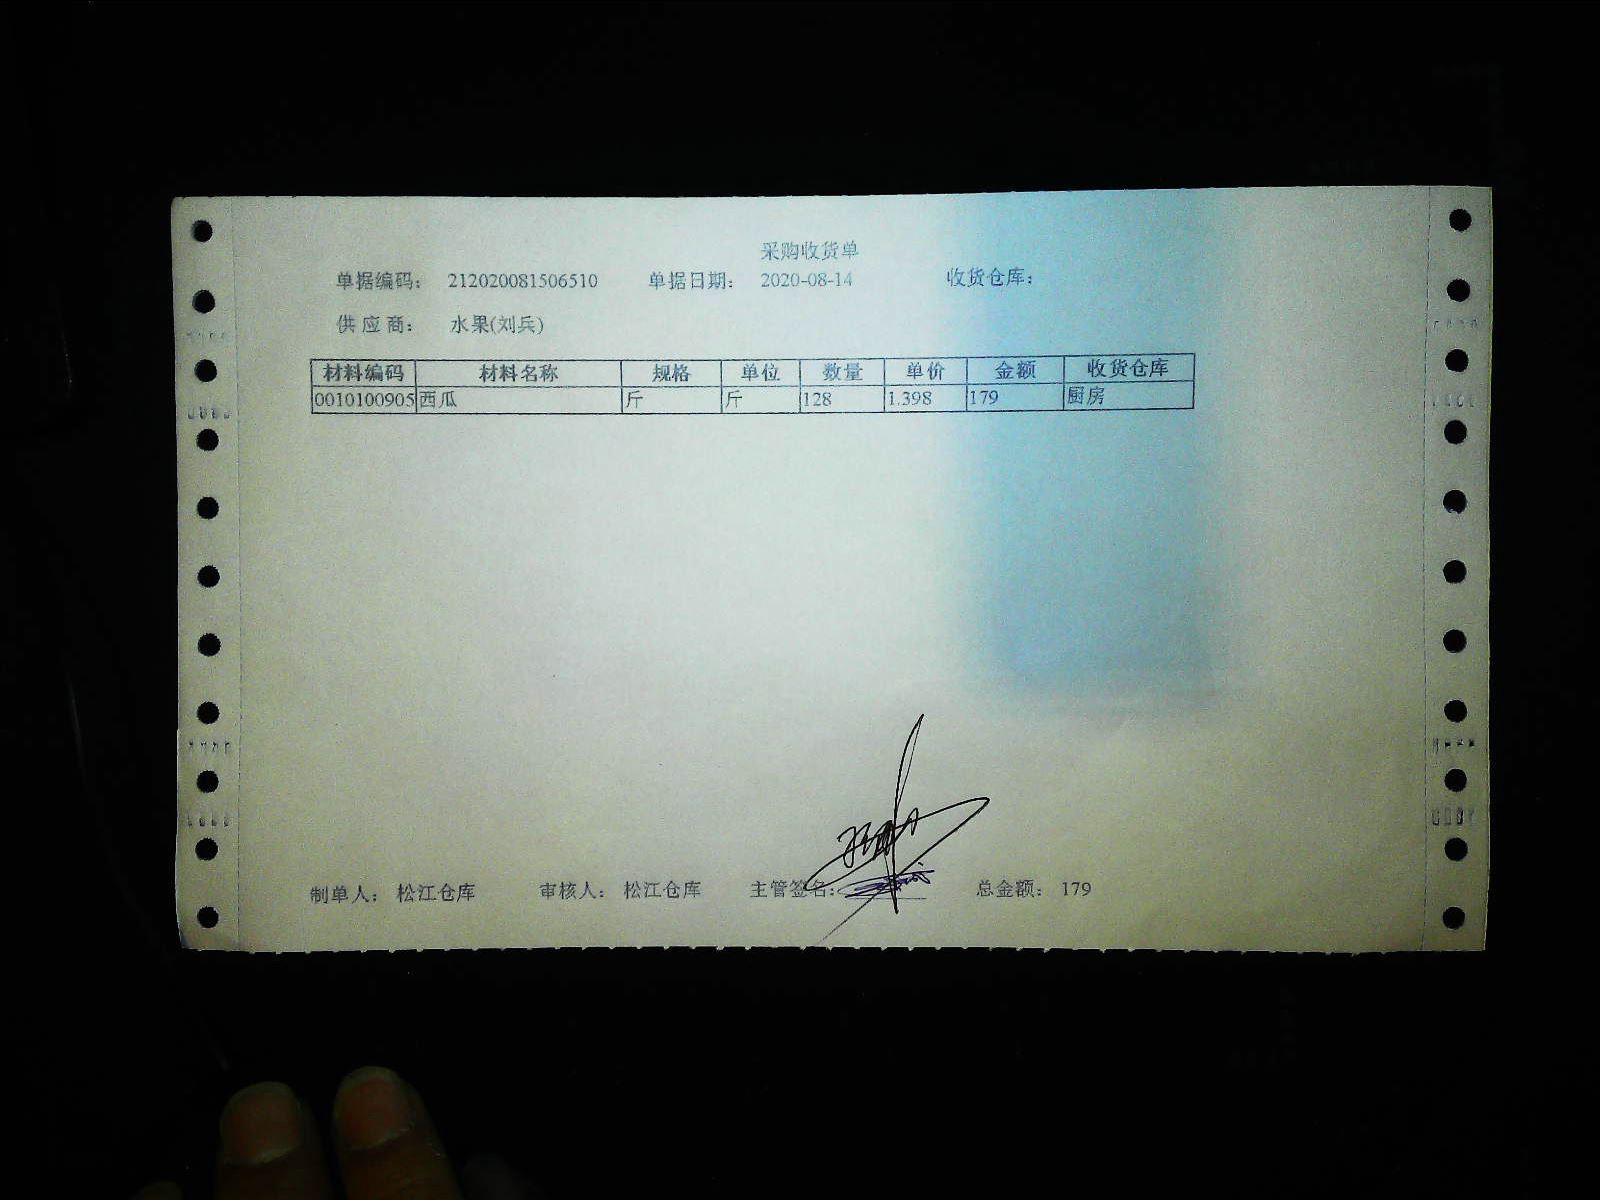 采购收货单
单据编码： 212020081506510 单据日期： 2020-08-14 收货仓库：
供 应 商： 水果(刘兵)
材料编码 材料名称 规格 单位 数量 单价 金额 收货仓库
0010100905 西瓜 斤 斤 128 1.398 179 厨房
制单人： 松江仓库 审核人： 松江仓库 主管签名： 总金额： 179